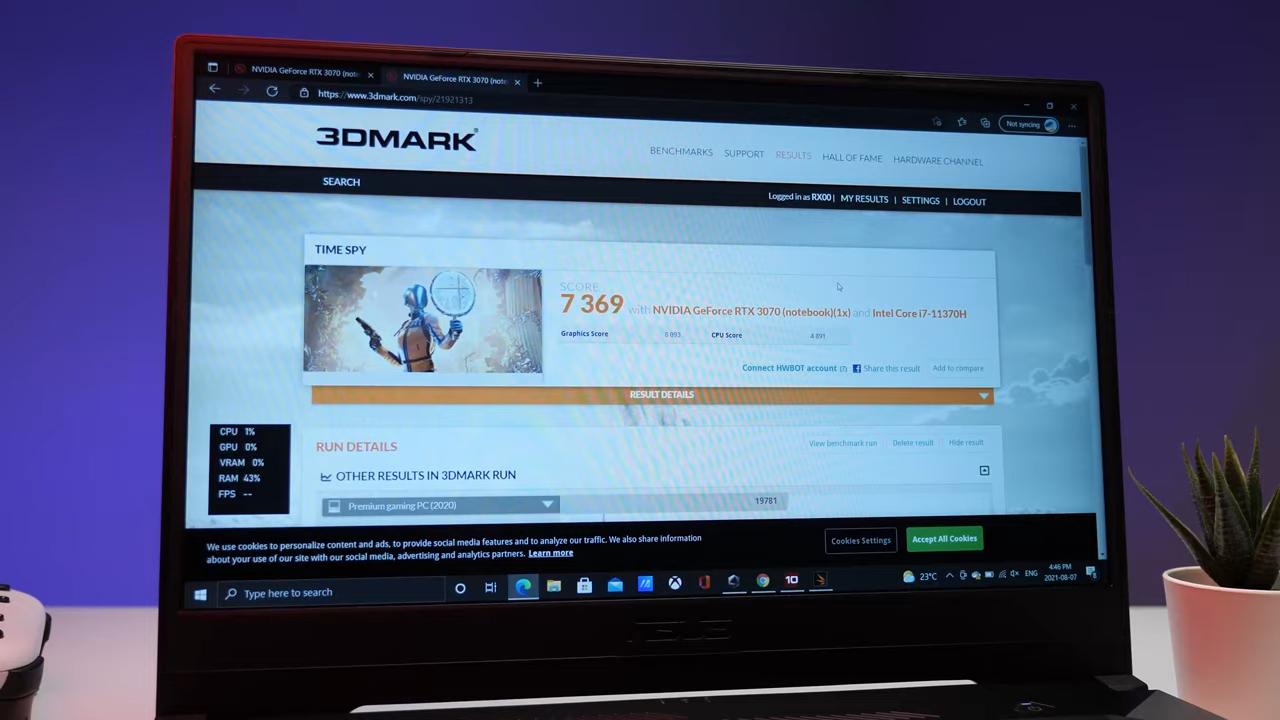 NVIDIA GeForce RTX 3070 (note
NVIDIA GeForce RTX 3070 (note
https://www.3dmark.com/spy/21921313
Not syncing
3DMARK
BENCHMARKS
SUPPORT
RESULTS
HALL OF FAME
HARDWARE CHANNEL
SEARCH
Logged in as RX00 | MY RESULTS | SETTINGS | LOGOUT
TIME SPY
SCORE
7 369 with NVIDIA GeForce RTX 3070 (notebook)(1x) and Intel Core i7-11370H
Graphics Score 8 093 CPU Score 4 891
Connect HWBOT account [?] Share this result Add to compare
RESULT DETAILS
CPU 1%
GPU 0%
VRAM 0%
RAM 43%
FPS --
RUN DETAILS
View benchmark run Delete result Hide result
OTHER RESULTS IN 3DMARK RUN
Premium gaming PC (2020)
19781
We use cookies to personalize content and ads, to provide social media features and to analyze our traffic. We also share information
about your use of our site with our social media, advertising and analytics partners. Learn more
Cookies Settings
Accept All Cookies
Type here to search
10
23°C
ENG
4:46 PM
2021-08-07
ASUS